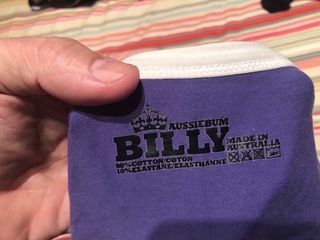 AUSSIEBUM
BILLY
MADE IN
AUSTRALIA
90% COTTON/COTON
10% ELASTANE/ELASTHANNE